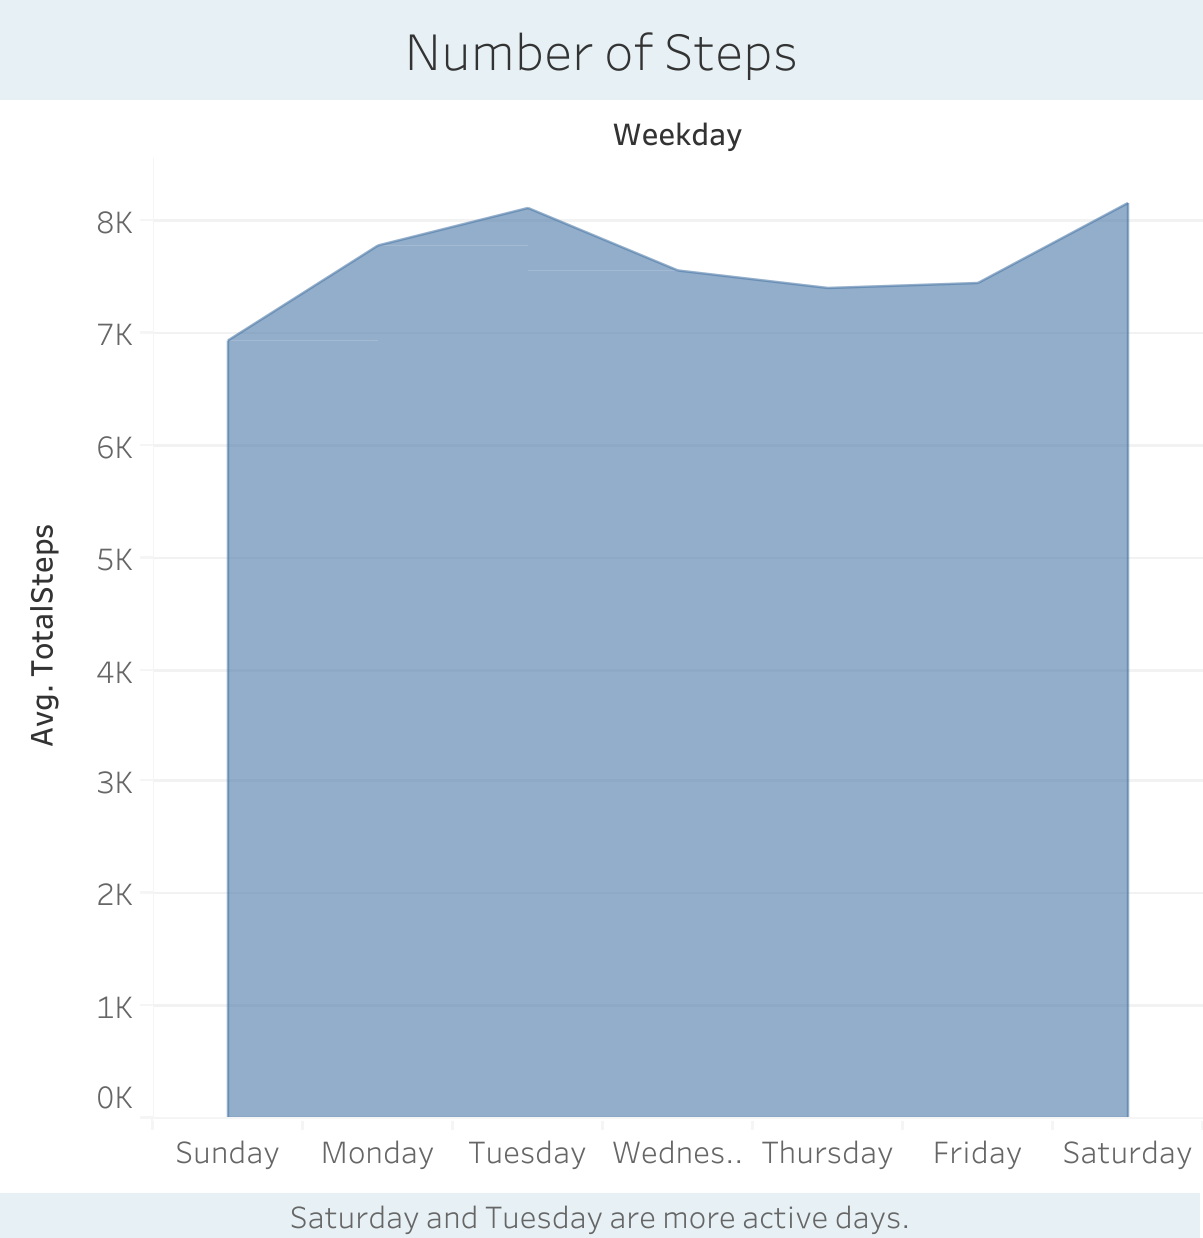 Number of Steps
Weekday
8K
7K
6K
5K
4K
3K
2K
1K
0K
Avg. TotalSteps
Sunday Monday Tuesday Wednes.. Thursday Friday Saturday
Saturday and Tuesday are more active days.